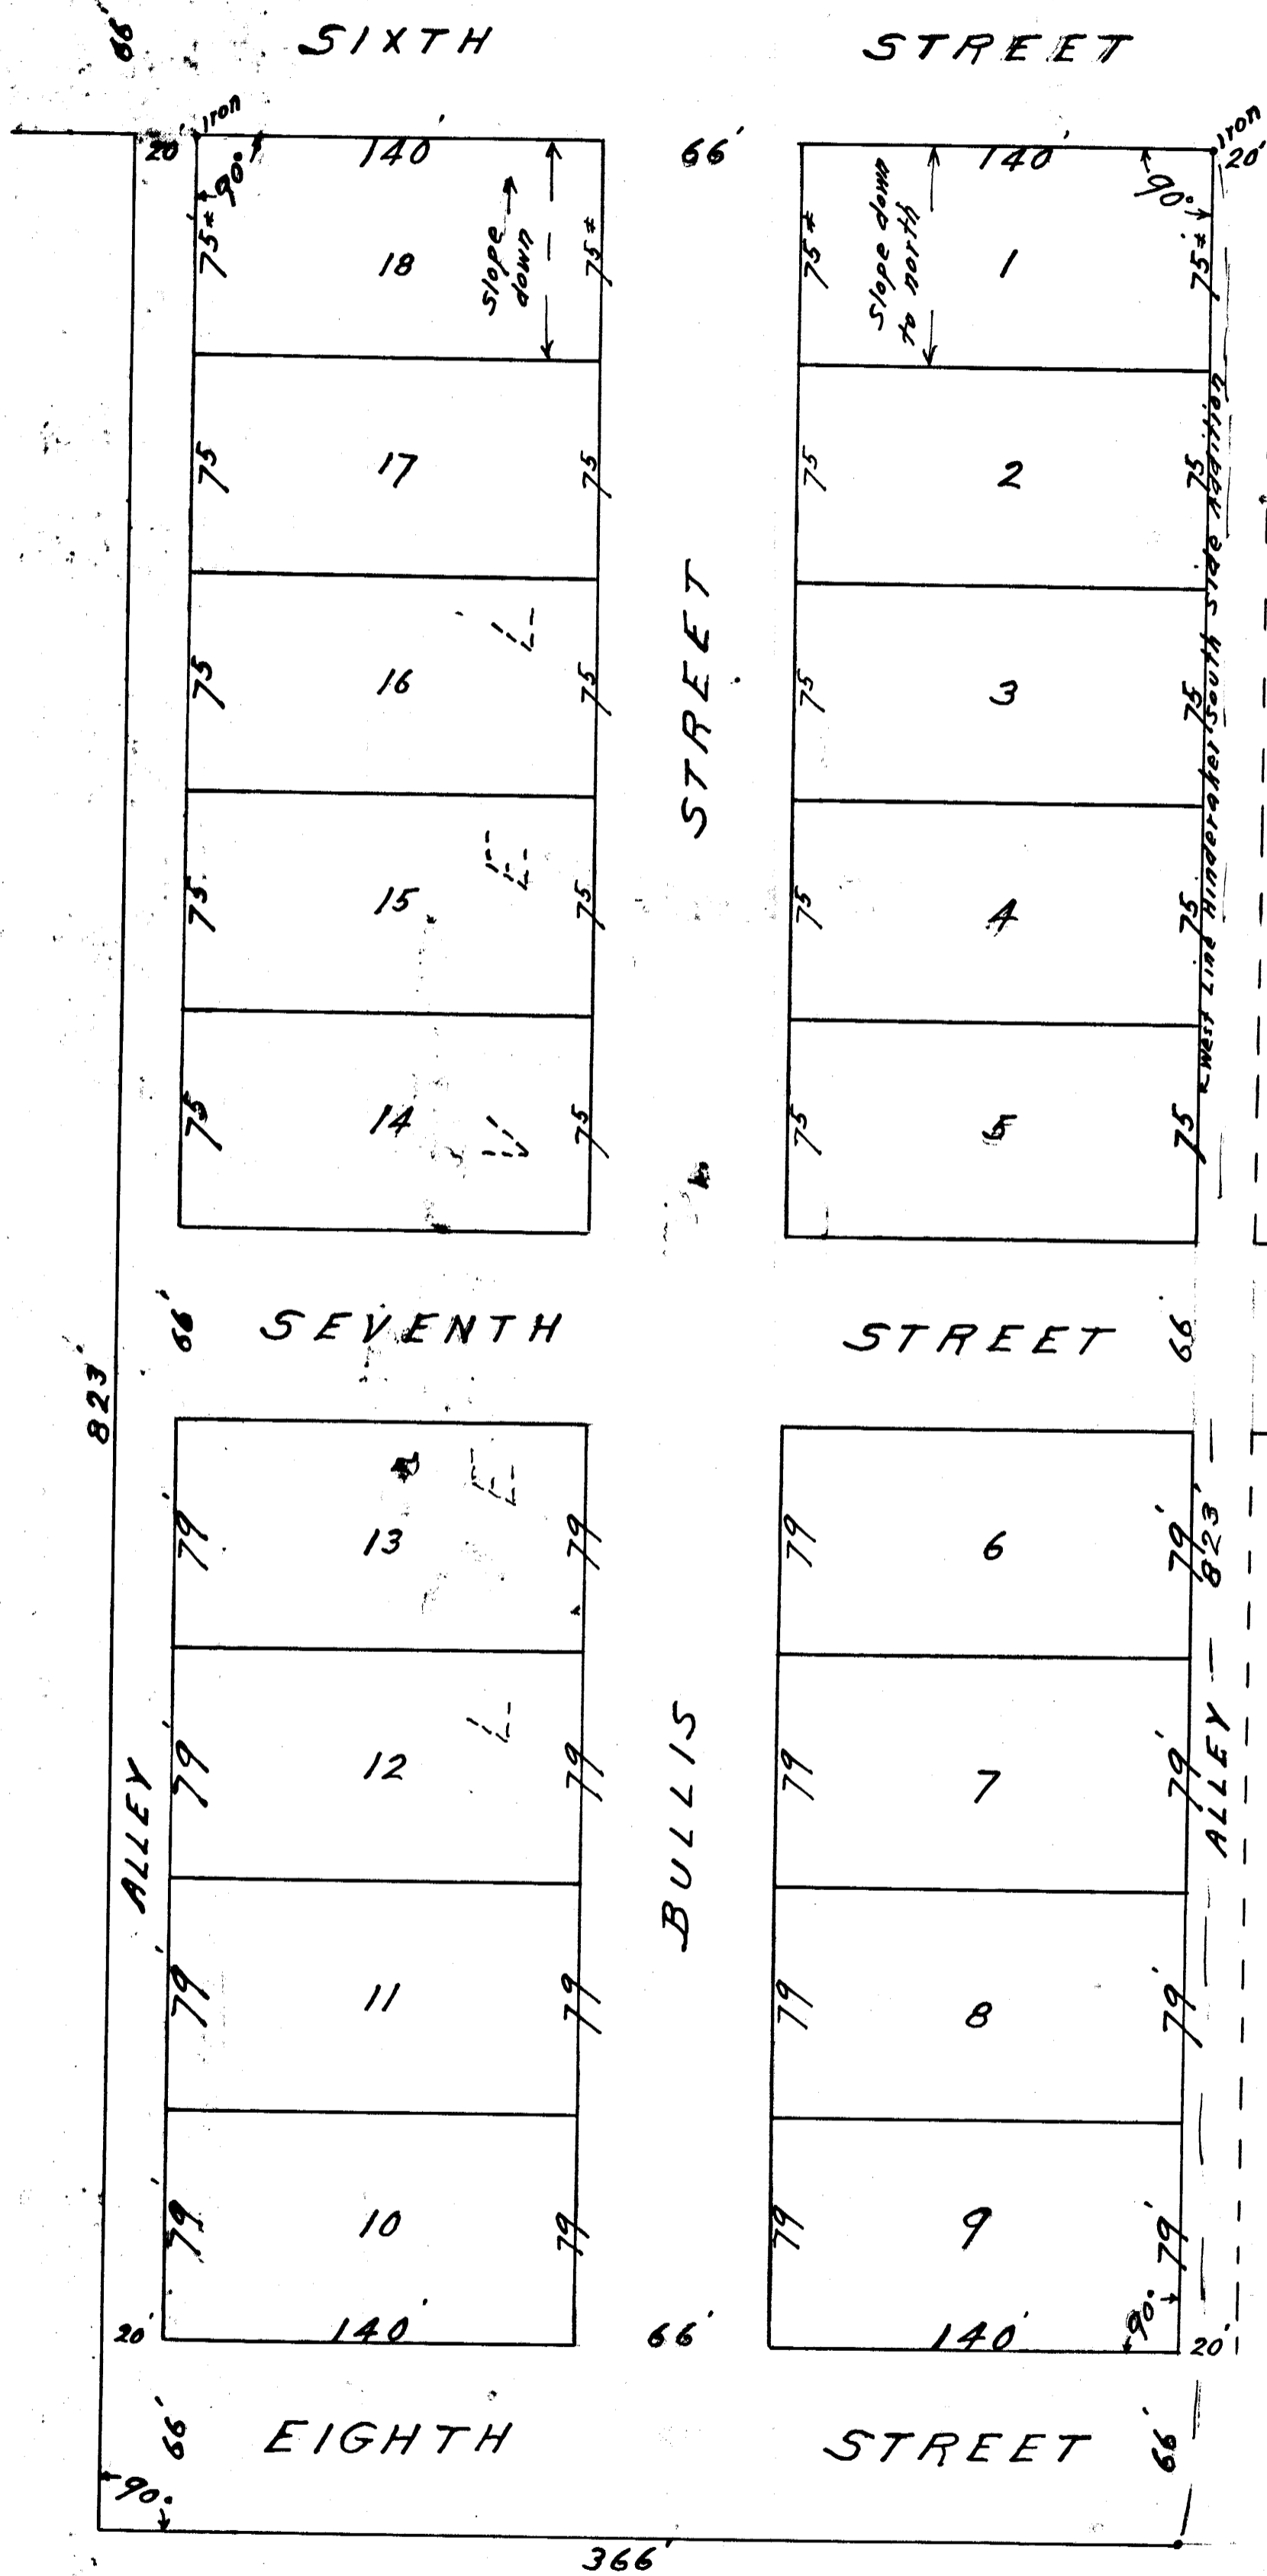 66'
SIXTH STREET
Iron
Iron
20' 140' 66' 140' 20'
90° 90°
75± 18 Slope down 75± 75± Slope down to north 1 75±
75 17 75 75 2 75
75 16 75 75 3 75
75 15 75 75 4 75
75 14 75 75 5 75
STREET
West Line Hinderaker South Side Addition
66' SEVENTH STREET 66'
823'
823'
79' 13 79 79 6 79'
79' 12 79 79 7 79'
79' 11 79 79 8 79'
79' 10 79 79 9 79'
ALLEY
BULLIS
ALLEY
90°
20' 140' 66' 140' 20'
66' EIGHTH STREET 66'
90°
366'